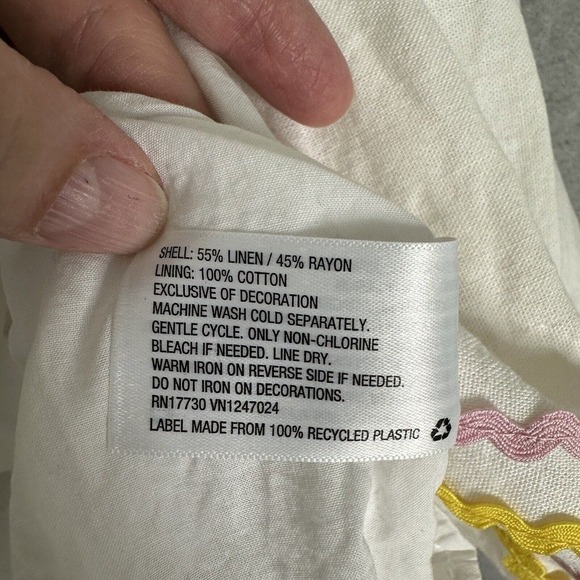 SHELL: 55% LINEN / 45% RAYON
LINING: 100% COTTON
EXCLUSIVE OF DECORATION
MACHINE WASH COLD SEPARATELY.
GENTLE CYCLE. ONLY NON-CHLORINE
BLEACH IF NEEDED. LINE DRY.
WARM IRON ON REVERSE SIDE IF NEEDED.
DO NOT IRON ON DECORATIONS.
RN17730 VN1247024
LABEL MADE FROM 100% RECYCLED PLASTIC